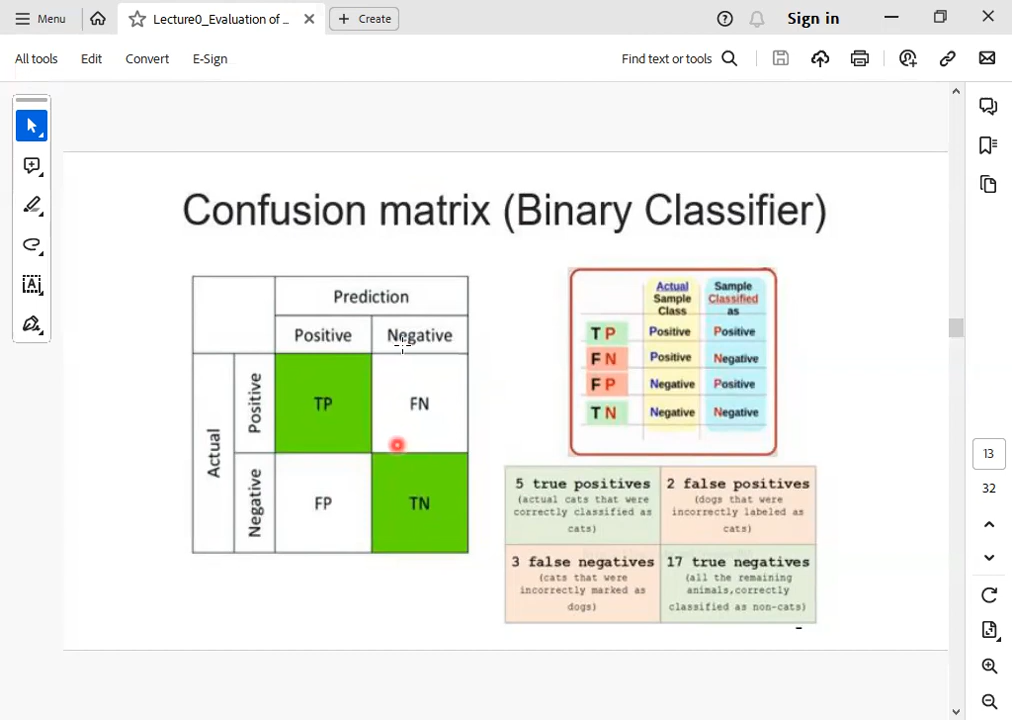 Menu
Lecture0_Evaluation of ...
Create
Sign in
All tools
Edit
Convert
E-Sign
Find text or tools
Confusion matrix (Binary Classifier)
Prediction
Positive
Negative
Actual
Positive
TP
FN
Negative
FP
TN
Actual Sample
Sample Classified
Class
as
TP Positive Positive
FN Positive Negative
FP Negative Positive
TN Negative Negative
5 true positives
(actual cats that were
correctly classified as
cats)
2 false positives
(dogs that were
incorrectly labeled as
cats)
3 false negatives
(cats that were
incorrectly marked as
dogs)
17 true negatives
(all the remaining
animals,correctly
classified as non-cats)
13
32